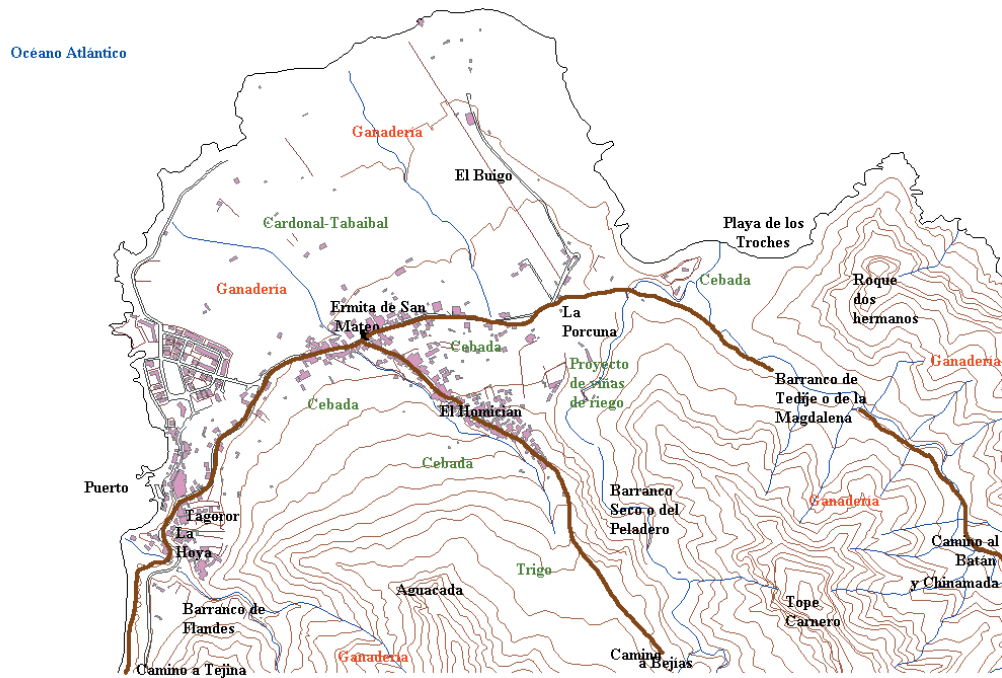 Océano Atlántico
Ganadería
El Buigo
Cardonal-Tabaibal
Playa de los
Troches
Cebada
Roque
dos
hermanos
Ganadería
Ermita de San
Mateo
La
Porcuna
Cebada
Ganadería
Proyecto
de viñas
de riego
Barranco de
Tedije o de la
Magdalena
Cebada
El Homicián
Cebada
Puerto
Barranco
Seco o del
Peladero
Ganadería
Tagoror
La
Hoya
Camino al
Batán
y Chinamada
Trigo
Aguacada
Tope
Carnero
Barranco de
Flandes
Ganadería
Camino
a Bejías
Camino a Tejina